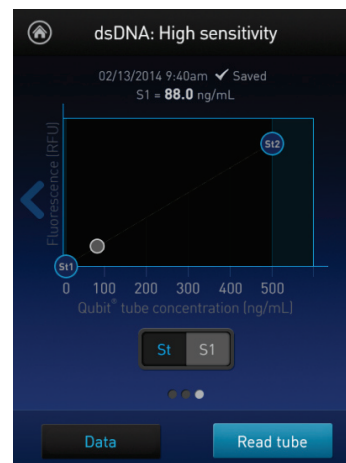 dsDNA: High sensitivity
02/13/2014 9:40am ✓ Saved
S1 = 88.0 ng/mL
Fluorescence (RFU)
St2
St1
0 100 200 300 400 500
Qubit® tube concentration (ng/mL)
St S1
Data Read tube